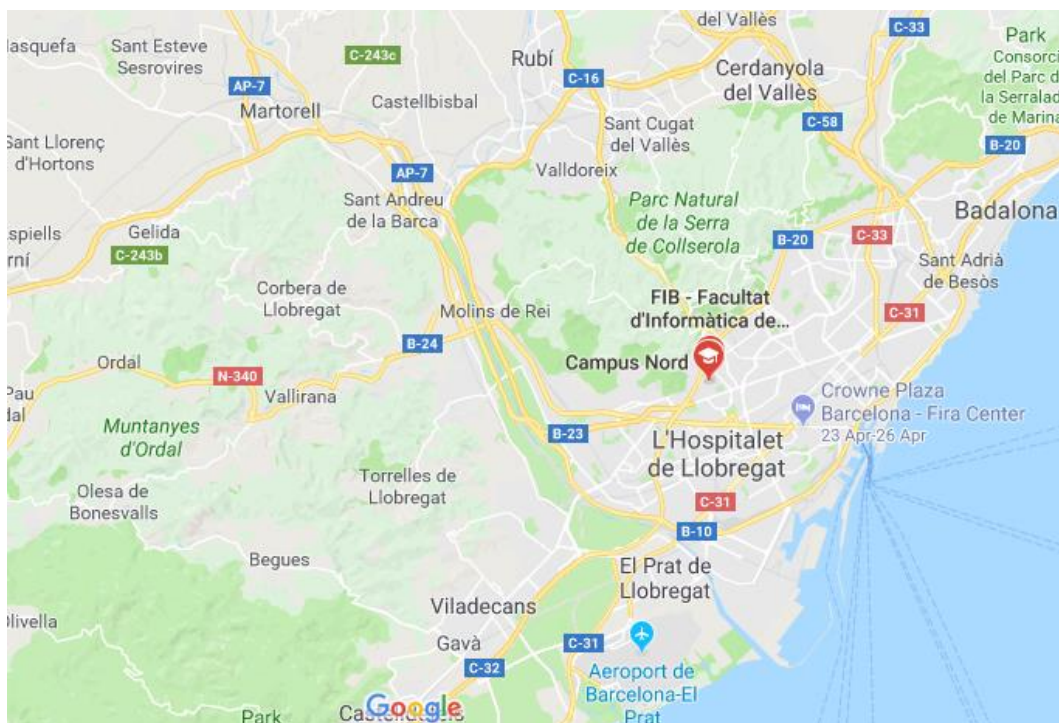 del Vallès
C-33
Park
Consorci
del Parc d
la Serralad
de Marina
Sant Esteve
Sesrovires
C-243c
Rubí
C-16
Cerdanyola
del Vallès
AP-7
Martorell
Castellbisbal
Sant Cugat
del Vallès
C-58
B-20
Sant Llorenç
d'Hortons
AP-7
Valldoreix
Sant Andreu
de la Barca
Parc Natural
de la Serra
de Collserola
Badalona
Gelida
C-243b
B-20
C-33
Sant Adrià
de Besòs
Corbera de
Llobregat
Molins de Rei
FIB - Facultat
d'Informàtica de...
C-31
B-24
Campus Nord
Ordal
N-340
Vallirana
Crowne Plaza
Barcelona - Fira Center
23 Apr-26 Apr
Muntanyes
d'Ordal
B-23
L'Hospitalet
de Llobregat
Torrelles de
Llobregat
Olesa de
Bonesvalls
C-31
B-10
Begues
El Prat de
Llobregat
Viladecans
Gavà
C-31
C-32
Aeroport de
Barcelona-El
Prat
Google
Park